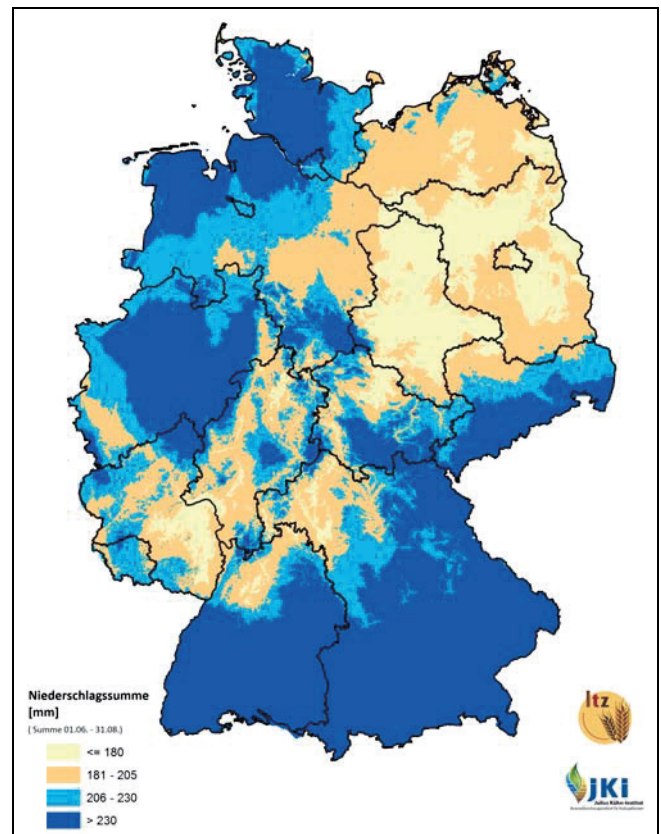 Niederschlagssumme
[mm]
( Summe 01.06. - 31.08.)
<= 180
181 - 205
206 - 230
> 230
ltz
JKI
Julius Kühn-Institut